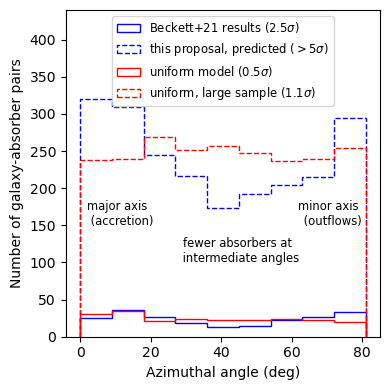 Beckett+21 results (2.5σ)
this proposal, predicted (>5σ)
uniform model (0.5σ)
uniform, large sample (1.1σ)
400
350
300
250
200
150
100
50
0
Number of galaxy-absorber pairs
major axis
(accretion)
minor axis
(outflows)
fewer absorbers at
intermediate angles
0 20 40 60 80
Azimuthal angle (deg)